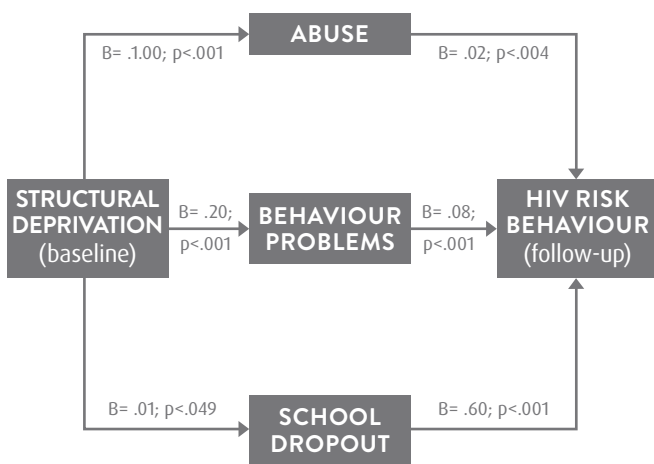 ABUSE
B= .1.00; p<.001
B= .02; p<.004
STRUCTURAL
DEPRIVATION
(baseline)
B= .20;
p<.001
BEHAVIOUR
PROBLEMS
B= .08;
p<.001
HIV RISK
BEHAVIOUR
(follow-up)
B= .01; p<.049
SCHOOL
DROPOUT
B= .60; p<.001